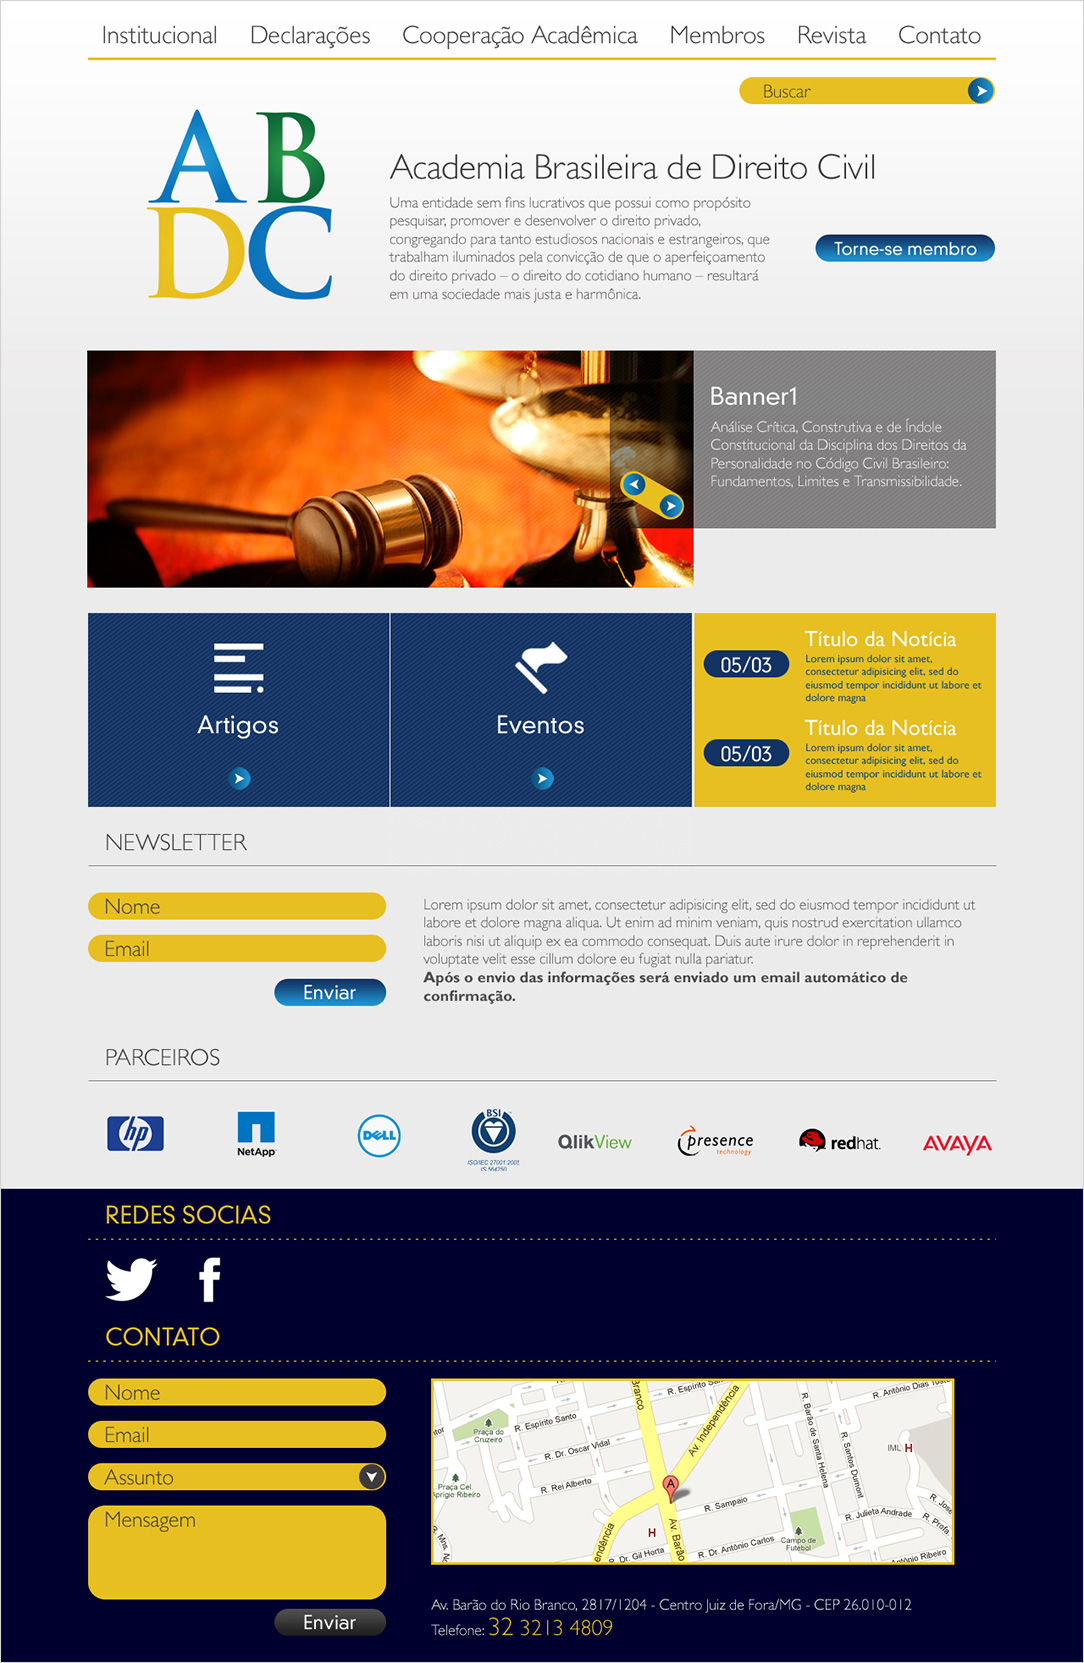 Institucional Declarações Cooperação Acadêmica Membros Revista Contato
Buscar
A B
D C
Academia Brasileira de Direito Civil
Uma entidade sem fins lucrativos que possui como propósito
pesquisar, promover e desenvolver o direito privado,
congregando para tanto estudiosos nacionais e estrangeiros, que
trabalham iluminados pela convicção de que o aperfeiçoamento
do direito privado – o direito do cotidiano humano – resultará
em uma sociedade mais justa e harmônica.
Torne-se membro
Banner1
Análise Crítica, Construtiva e de Índole
Constitucional da Disciplina dos Direitos da
Personalidade no Código Civil Brasileiro:
Fundamentos, Limites e Transmissibilidade.
Artigos
Eventos
05/03
Título da Notícia
Lorem ipsum dolor sit amet,
consectetur adipisicing elit, sed do
eiusmod tempor incididunt ut labore et
dolore magna
05/03
Título da Notícia
Lorem ipsum dolor sit amet,
consectetur adipisicing elit, sed do
eiusmod tempor incididunt ut labore et
dolore magna
NEWSLETTER
Nome
Email
Enviar
Lorem ipsum dolor sit amet, consectetur adipisicing elit, sed do eiusmod tempor incididunt ut
labore et dolore magna aliqua. Ut enim ad minim veniam, quis nostrud exercitation ullamco
laboris nisi ut aliquip ex ea commodo consequat. Duis aute irure dolor in reprehenderit in
voluptate velit esse cillum dolore eu fugiat nulla pariatur.
Após o envio das informações será enviado um email automático de
confirmação.
PARCEIROS
hp
NetApp
DELL
BSI
ISO/IEC 27001:2005
QlikView
presence
technology
redhat.
AVAYA
REDES SOCIAS
CONTATO
Nome
Email
Assunto
Mensagem
Enviar
Branco
R. Espírito San
R. Antônio Dias Tost
Praça do
Cruzeiro
R. Espírito Santo
Av. Independência
R. Barão de Santa Helena
R. Dr. Oscar Vidal
R. Santos Dumont
IML H
Praça Cel.
Aprígio Ribeiro
R. Rei Alberto
A
R. Sampaio
R. Jose
R. Julieta Andrade
R. Profa.
H
Av. Barão
endência
R. Dr. Gil Horta
R. Dr. Antônio Carlos
Campo de
Futebol
Antônio Ribeiro
R. Mns. No
Av. Barão do Rio Branco, 2817/1204 - Centro Juiz de Fora/MG - CEP 26.010-012
Telefone: 32 3213 4809